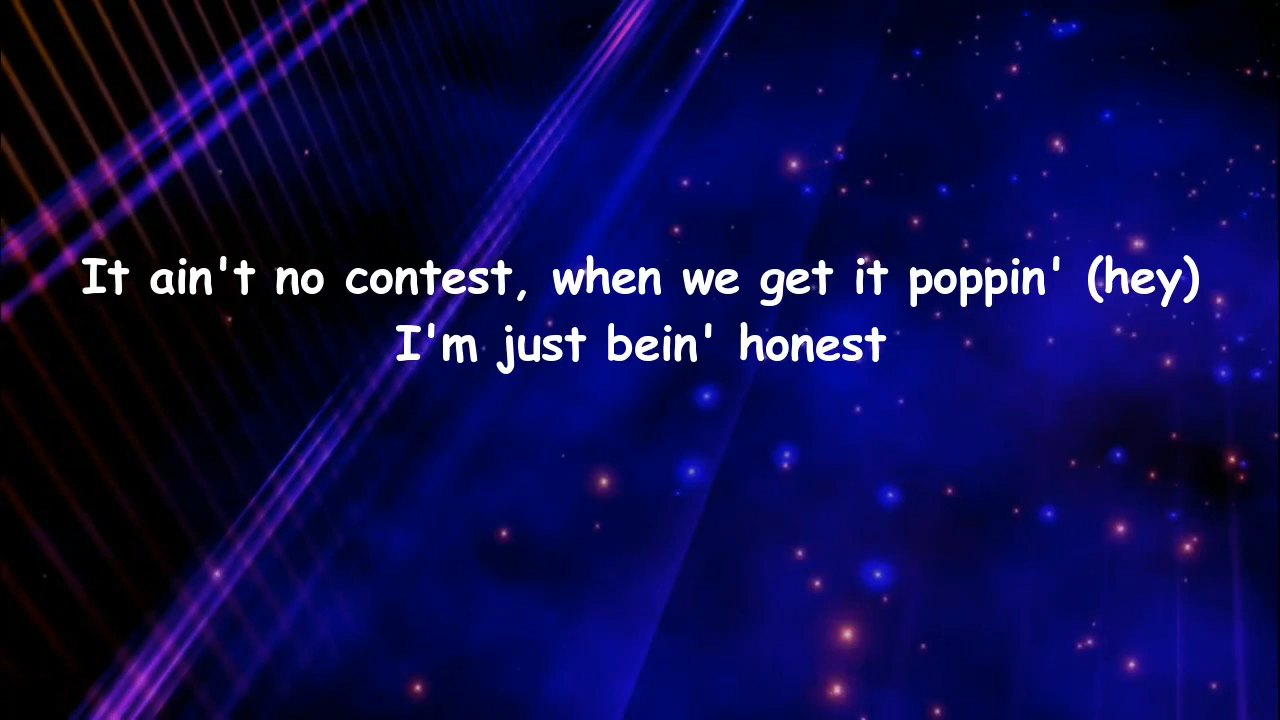 It ain't no contest, when we get it poppin' (hey)
I'm just bein' honest